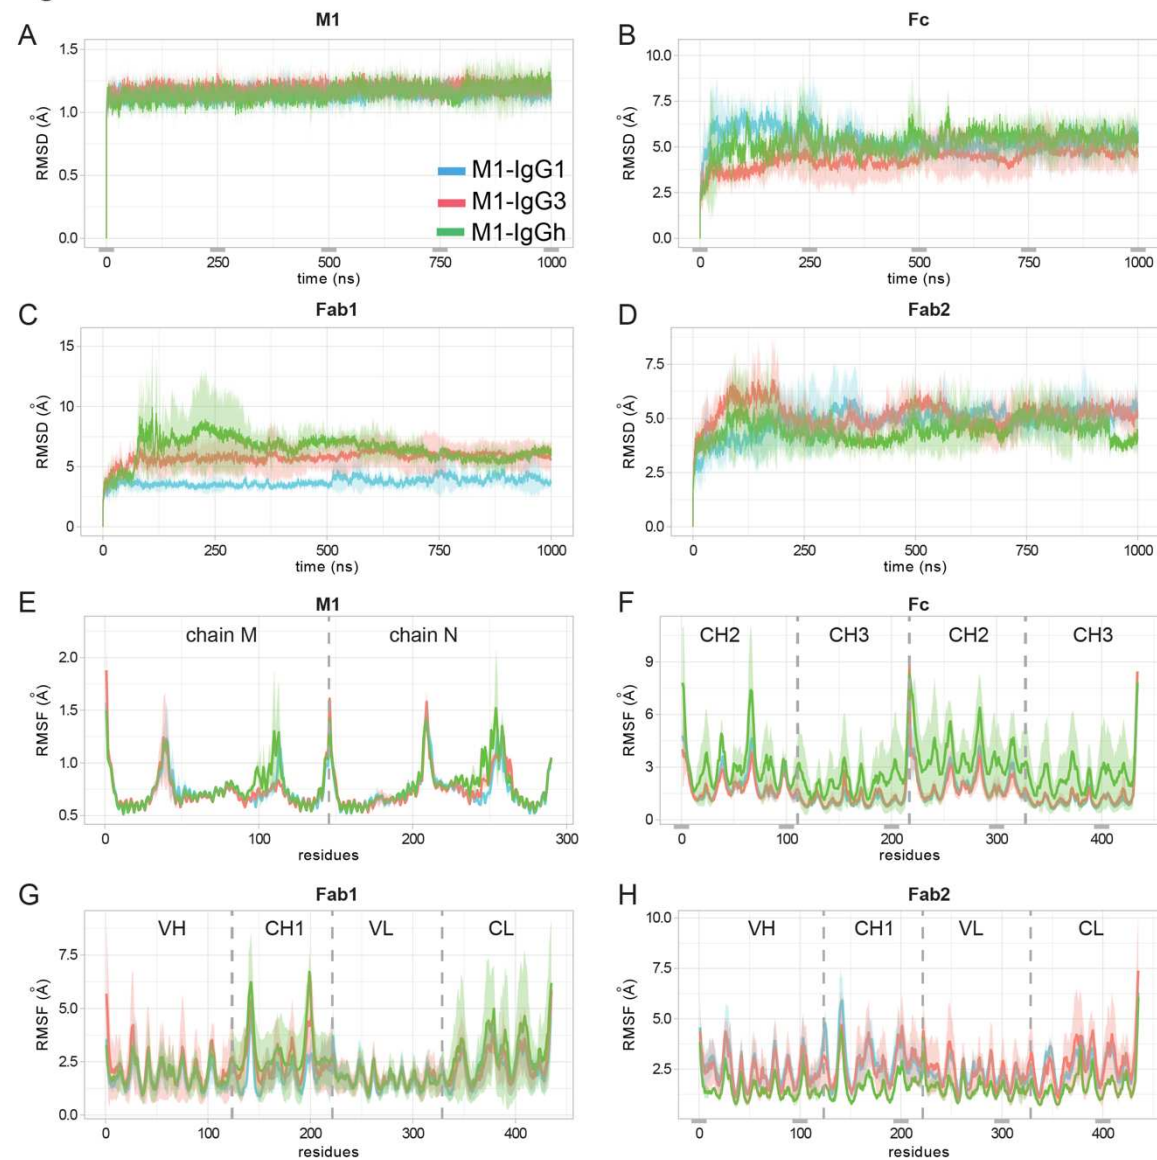 A
M1
RMSD (Å)
1.5
1.0
0.5
0.0
M1-IgG1
M1-IgG3
M1-IgGh
0 250 500 750 1000
time (ns)
B
Fc
RMSD (Å)
10.0
7.5
5.0
2.5
0.0
0 250 500 750 1000
time (ns)
C
Fab1
RMSD (Å)
15
10
5
0
0 250 500 750 1000
time (ns)
D
Fab2
RMSD (Å)
7.5
5.0
2.5
0.0
0 250 500 750 1000
time (ns)
E
M1
chain M chain N
RMSF (Å)
2.0
1.5
1.0
0.5
0 100 200 300
residues
F
Fc
CH2 CH3 CH2 CH3
RMSF (Å)
9
6
3
0
0 100 200 300 400
residues
G
Fab1
VH CH1 VL CL
RMSF (Å)
7.5
5.0
2.5
0.0
0 100 200 300 400
residues
H
Fab2
VH CH1 VL CL
RMSF (Å)
10.0
7.5
5.0
2.5
0 100 200 300 400
residues